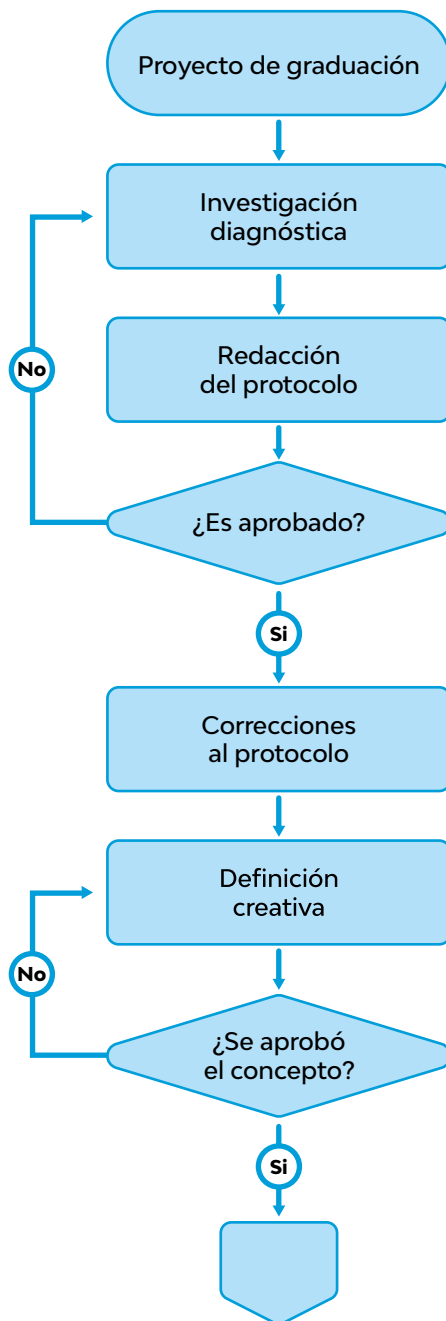 Proyecto de graduación
Investigación
diagnóstica
Redacción
del protocolo
No
¿Es aprobado?
Si
Correcciones
al protocolo
Definición
creativa
No
¿Se aprobó
el concepto?
Si